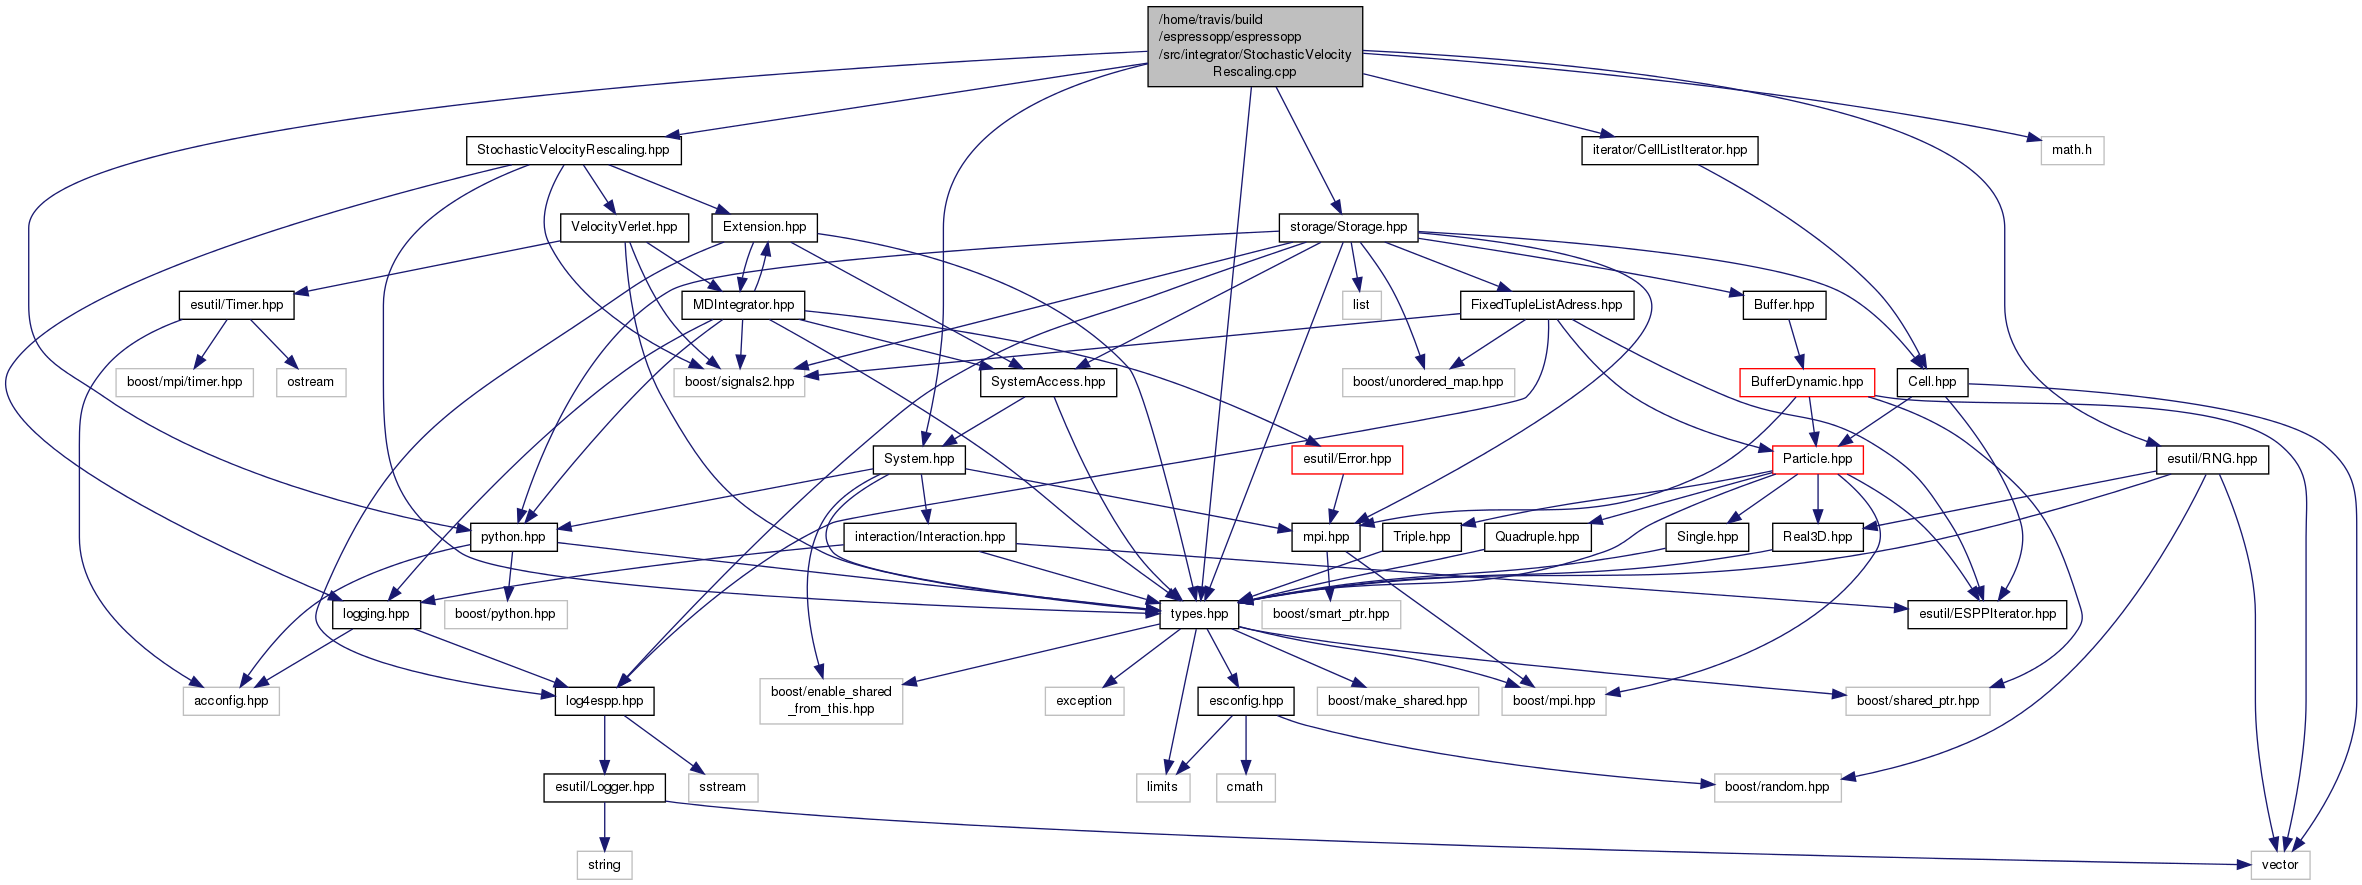 /home/travis/build
/espressopp/espressopp
/src/integrator/StochasticVelocity
Rescaling.cpp
StochasticVelocityRescaling.hpp
iterator/CellListIterator.hpp
math.h
VelocityVerlet.hpp
Extension.hpp
storage/Storage.hpp
esutil/Timer.hpp
MDIntegrator.hpp
list
FixedTupleListAdress.hpp
Buffer.hpp
boost/mpi/timer.hpp
ostream
boost/signals2.hpp
SystemAccess.hpp
boost/unordered_map.hpp
BufferDynamic.hpp
Cell.hpp
System.hpp
esutil/Error.hpp
Particle.hpp
esutil/RNG.hpp
python.hpp
interaction/Interaction.hpp
mpi.hpp
Triple.hpp
Quadruple.hpp
Single.hpp
Real3D.hpp
logging.hpp
boost/python.hpp
types.hpp
boost/smart_ptr.hpp
esutil/ESPPIterator.hpp
acconfig.hpp
log4espp.hpp
boost/enable_shared
_from_this.hpp
exception
esconfig.hpp
boost/make_shared.hpp
boost/mpi.hpp
boost/shared_ptr.hpp
esutil/Logger.hpp
sstream
limits
cmath
boost/random.hpp
string
vector